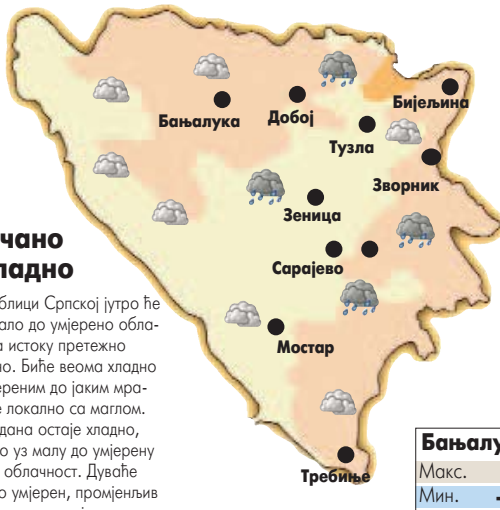 Бањалука
Добој
Бијељина
Тузла
Зворник
Зеница
Сарајево
Мостар
Требиње
чано
ладно
блици Српској јутро ће
ало до умјерено обла-
а истоку претежно
но. Биће веома хладно
ереним до јаким мра-
е локално са маглом.
дана остаје хладно,
о уз малу до умјерену
облачност. Дуваће
о умјерен, промјенљив
Бањалу
Макс.
Мин. -